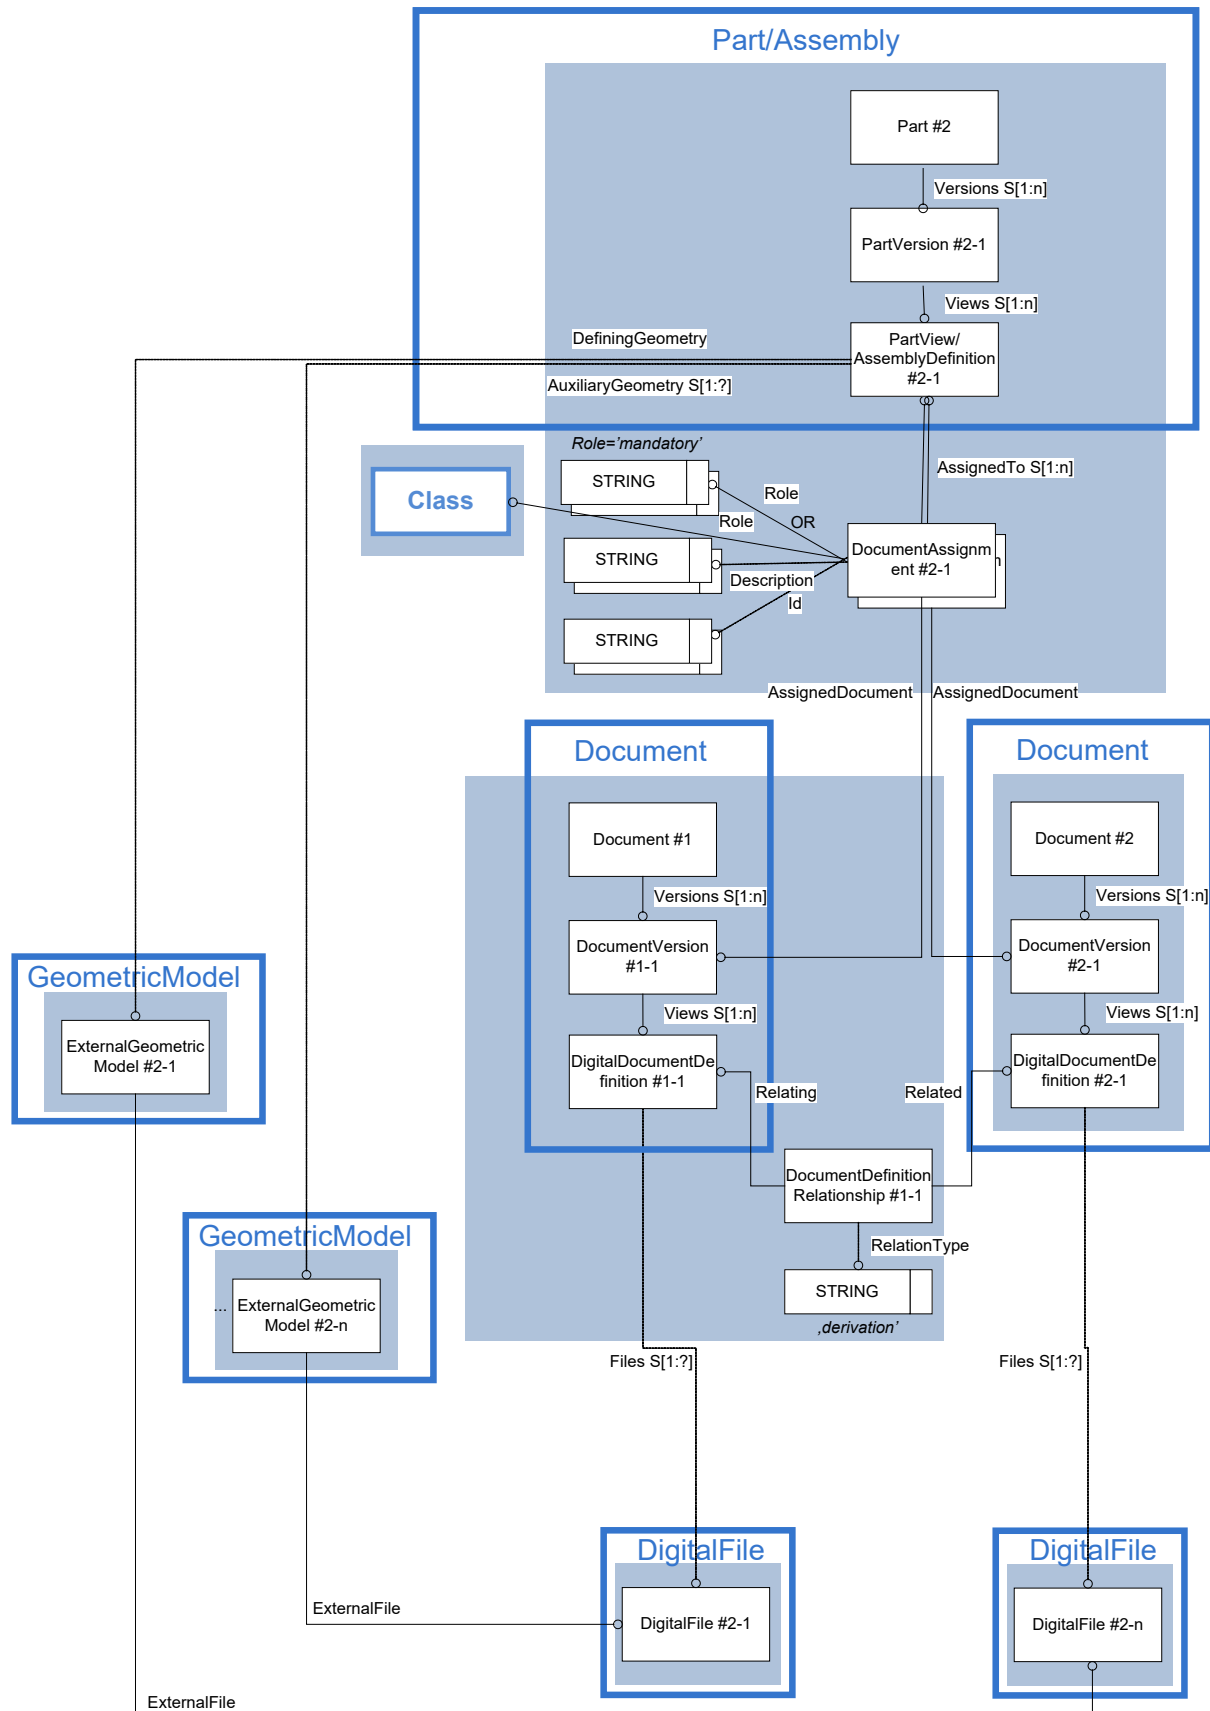 Part/Assembly
Part #2
Versions S[1:n]
PartVersion #2-1
Views S[1:n]
PartView/
AssemblyDefinition
#2-1
DefiningGeometry
AuxiliaryGeometry S[1:?]
Role='mandatory'
AssignedTo S[1:n]
STRING
Role
Class
Role
OR
STRING
DocumentAssignm
ent #2-1
Description
Id
STRING
AssignedDocument
AssignedDocument
Document
Document
Document #1
Document #2
Versions S[1:n]
Versions S[1:n]
DocumentVersion
#1-1
DocumentVersion
#2-1
Views S[1:n]
Views S[1:n]
GeometricModel
ExternalGeometric
Model #2-1
DigitalDocumentDe
finition #1-1
DigitalDocumentDe
finition #2-1
Relating
Related
DocumentDefinition
Relationship #1-1
GeometricModel
RelationType
...
ExternalGeometric
Model #2-n
STRING
‚derivation’
Files S[1:?]
Files S[1:?]
DigitalFile
DigitalFile
ExternalFile
DigitalFile #2-1
DigitalFile #2-n
ExternalFile